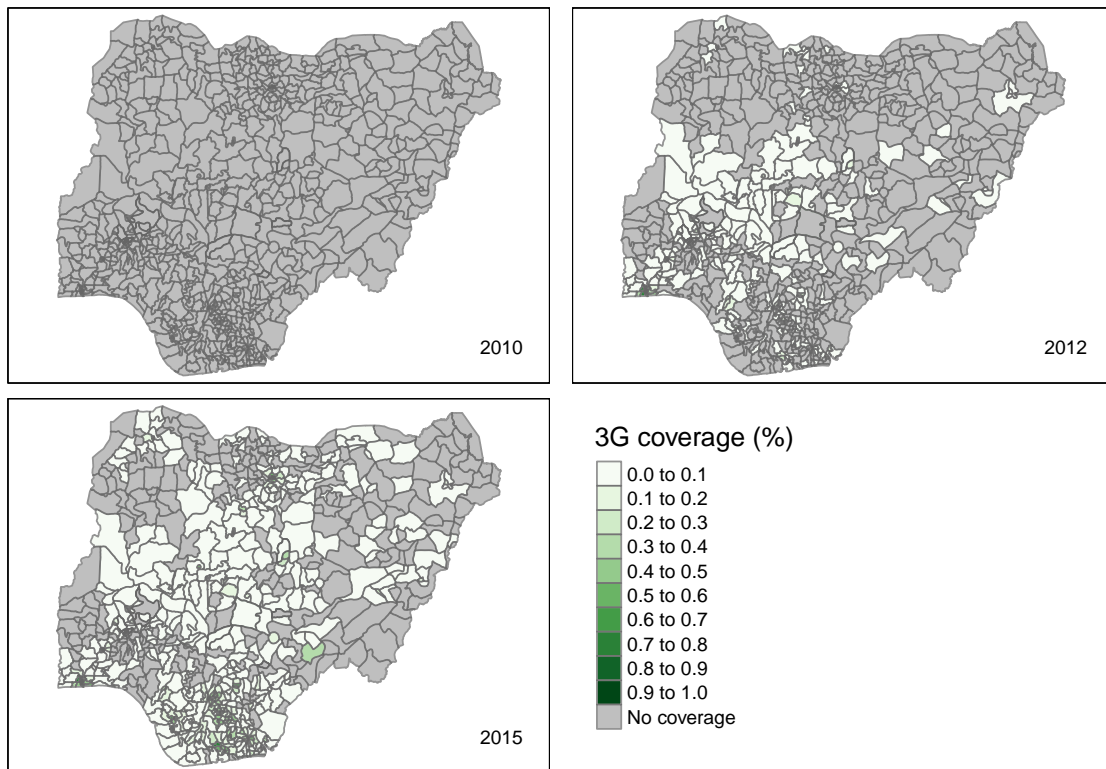 2010
2012
2015
3G coverage (%)
0.0 to 0.1
0.1 to 0.2
0.2 to 0.3
0.3 to 0.4
0.4 to 0.5
0.5 to 0.6
0.6 to 0.7
0.7 to 0.8
0.8 to 0.9
0.9 to 1.0
No coverage